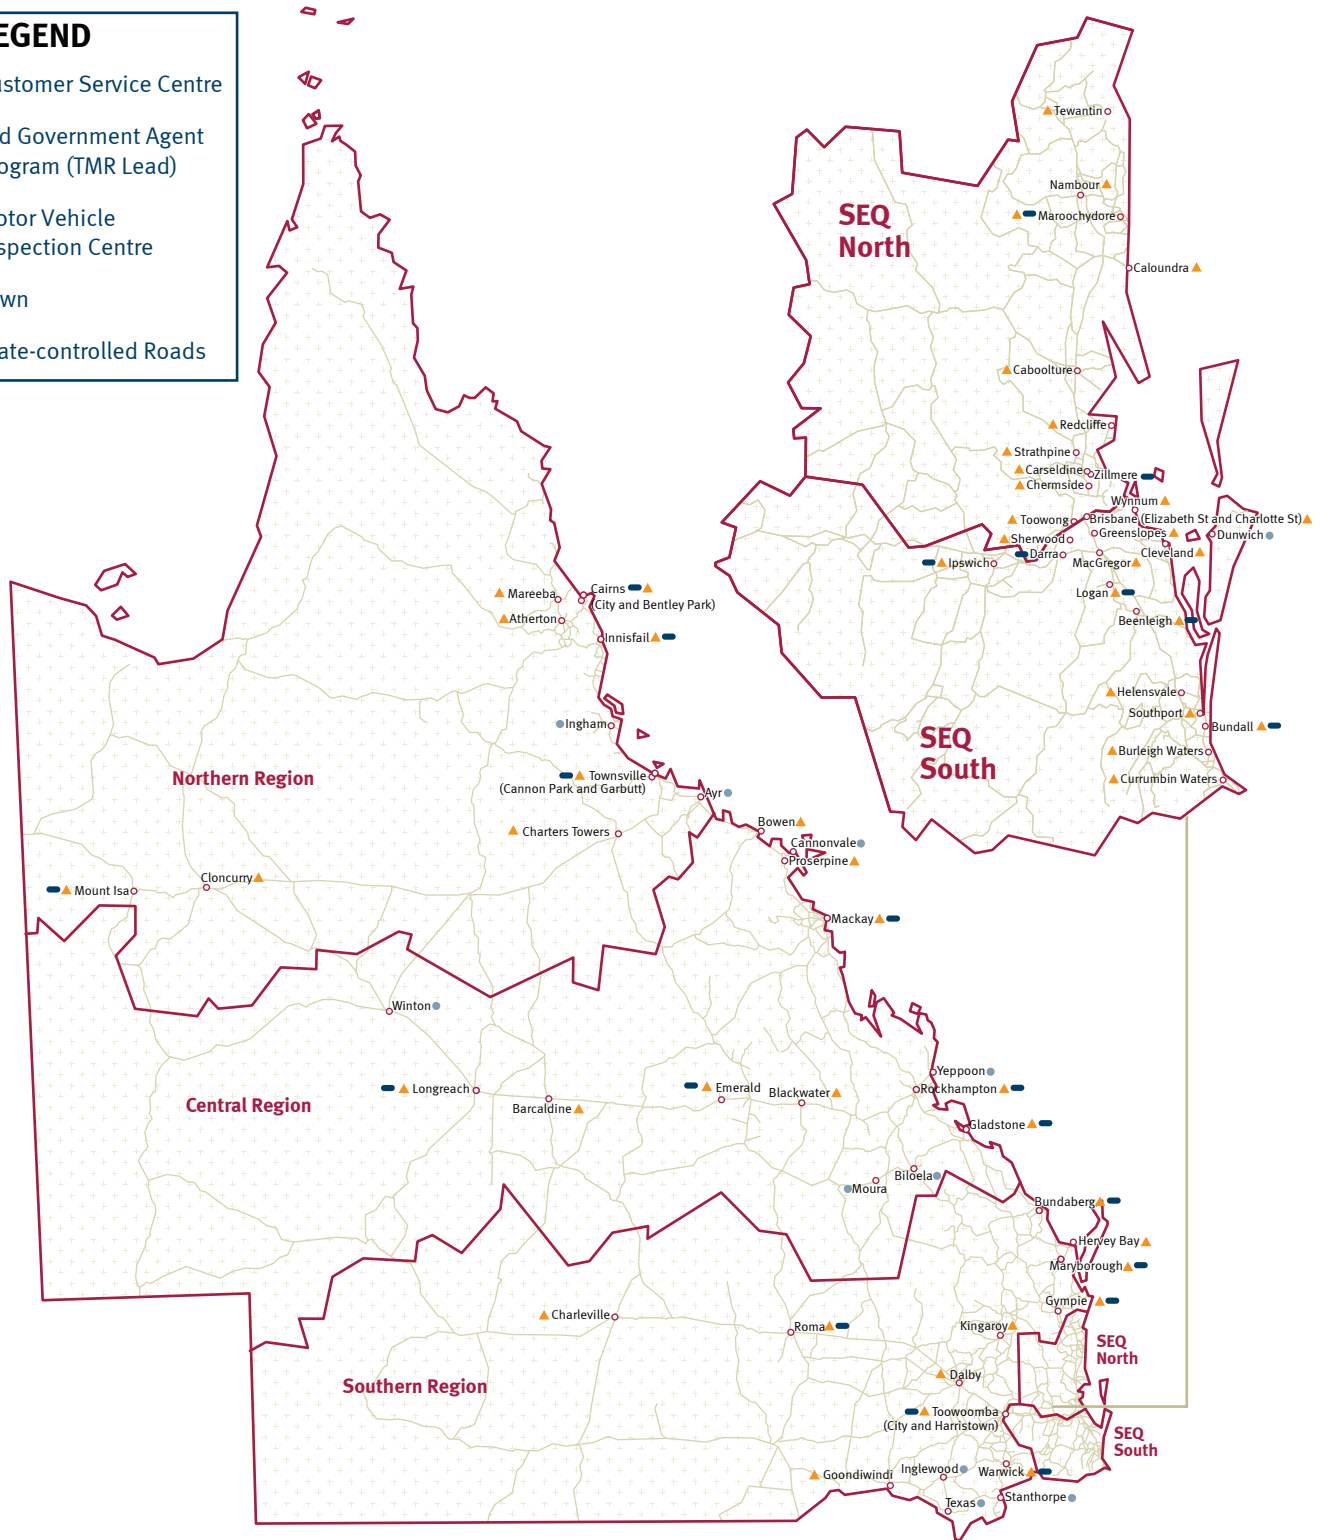 EGEND
ustomer Service Centre
d Government Agent
ogram (TMR Lead)
otor Vehicle
spection Centre
wn
ate-controlled Roads
SEQ
North
Tewantin
Nambour
Maroochydore
Caloundra
Caboolture
Redcliffe
Strathpine
Carseldine
Zillmere
Chermside
Wynnum
Toowong
Brisbane (Elizabeth St and Charlotte St)
Greenslopes
Dunwich
Sherwood
Darra
Cleveland
Ipswich
MacGregor
Logan
Beenleigh
Helensvale
Southport
Bundall
SEQ
South
Burleigh Waters
Currumbin Waters
Mareeba
Cairns
(City and Bentley Park)
Atherton
Innisfail
Ingham
Northern Region
Townsville
(Cannon Park and Garbutt)
Ayr
Charters Towers
Bowen
Cannonvale
Proserpine
Mount Isa
Cloncurry
Mackay
Winton
Central Region
Longreach
Barcaldine
Emerald
Blackwater
Yeppoon
Rockhampton
Gladstone
Biloela
Moura
Bundaberg
Hervey Bay
Maryborough
Gympie
Charleville
Roma
Kingaroy
SEQ
North
Southern Region
Dalby
Toowoomba
(City and Harristown)
SEQ
South
Goondiwindi
Inglewood
Warwick
Texas
Stanthorpe